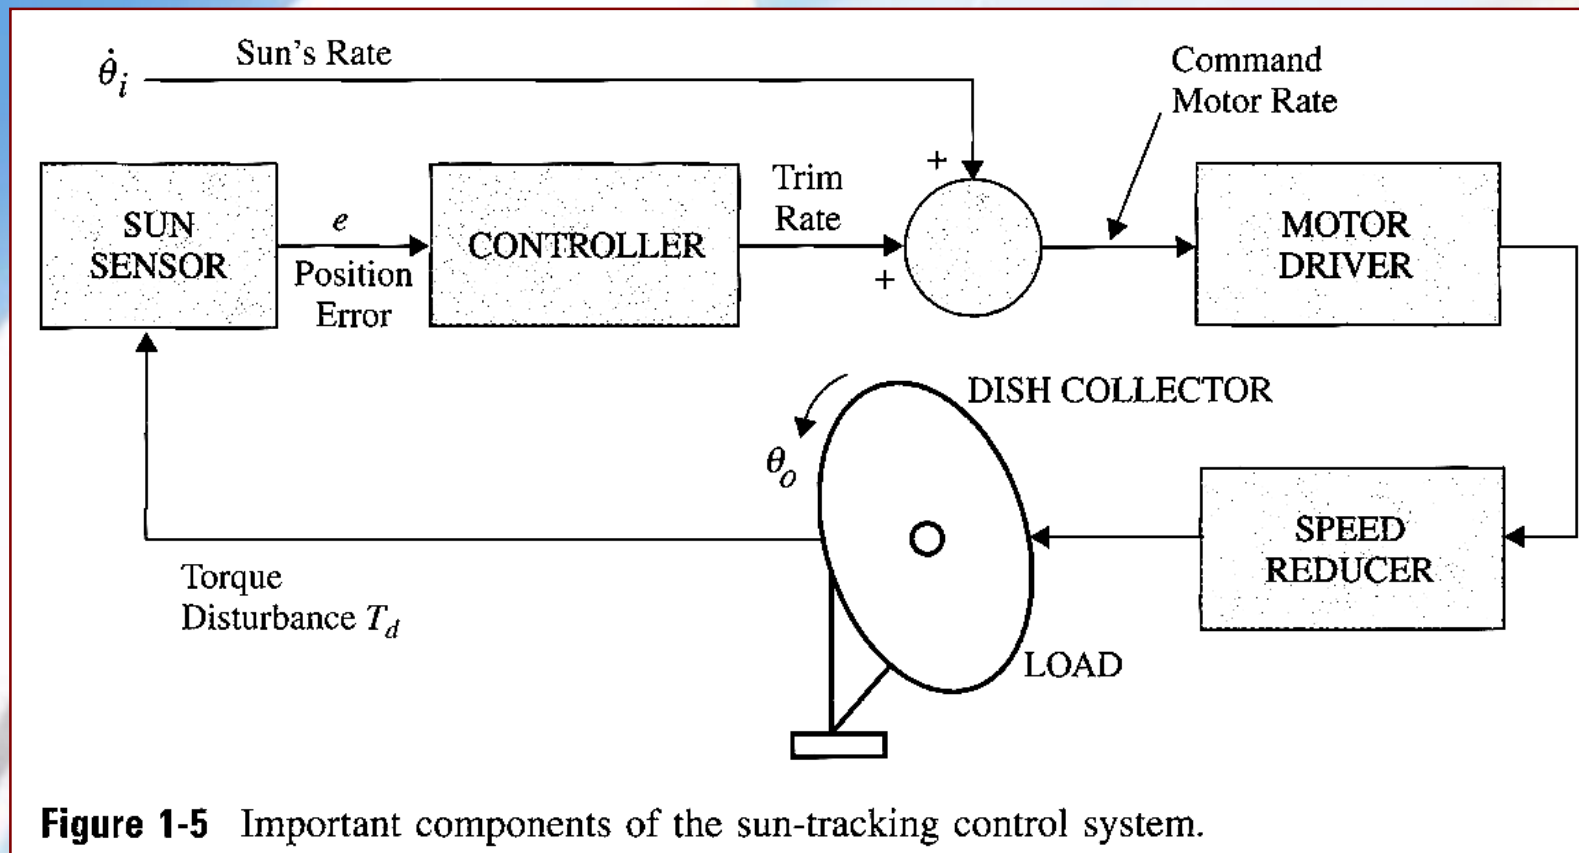 Sun's Rate
θ̇ᵢ
Command
Motor Rate
+
Trim
Rate
SUN
SENSOR
e
Position
Error
CONTROLLER
+
MOTOR
DRIVER
DISH COLLECTOR
θₒ
SPEED
REDUCER
Torque
Disturbance T_d
LOAD
Figure 1-5 Important components of the sun-tracking control system.